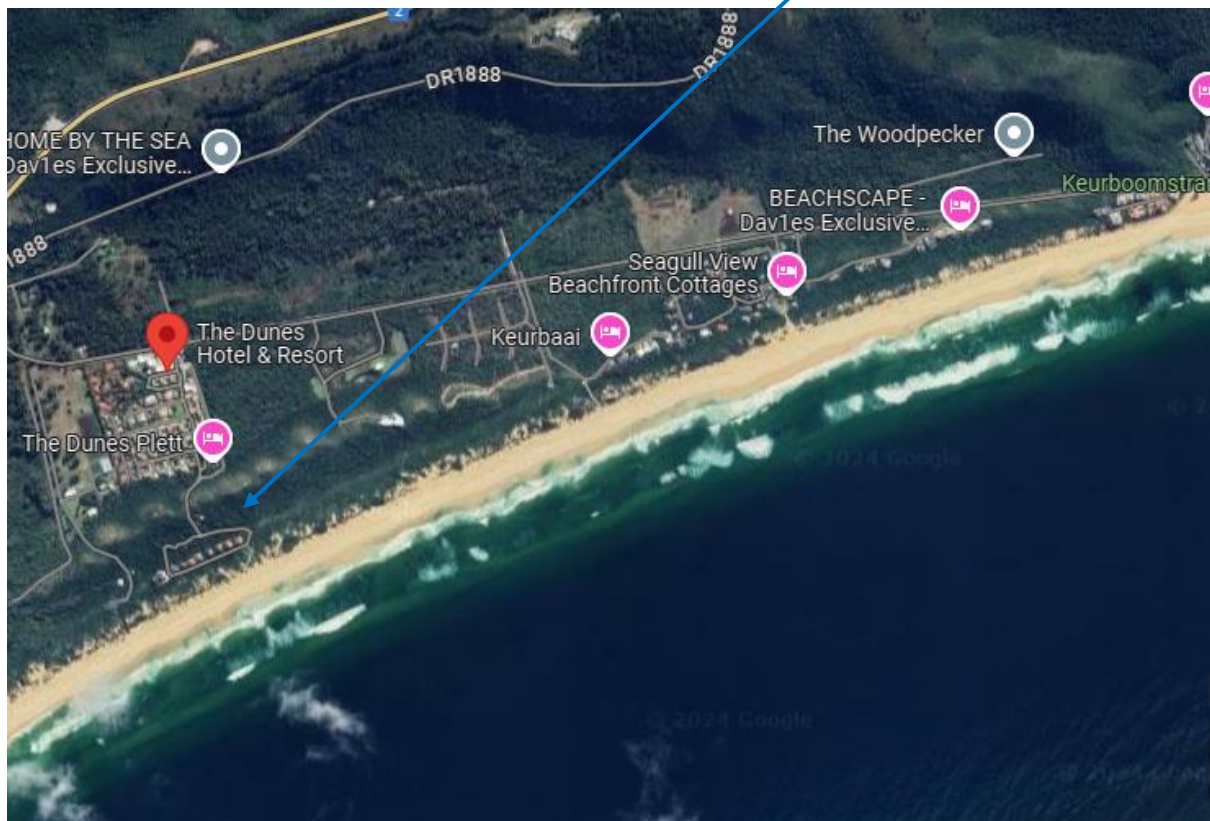 2
DR1888
DR1888
HOME BY THE SEA
Dav1es Exclusive...
The Woodpecker
BEACHSCAPE -
Dav1es Exclusive...
Keurboomstra
1888
Seagull View
Beachfront Cottages
The Dunes
Hotel & Resort
Keurbaai
The Dunes Plett
© 2024 Google
© 2024 Google